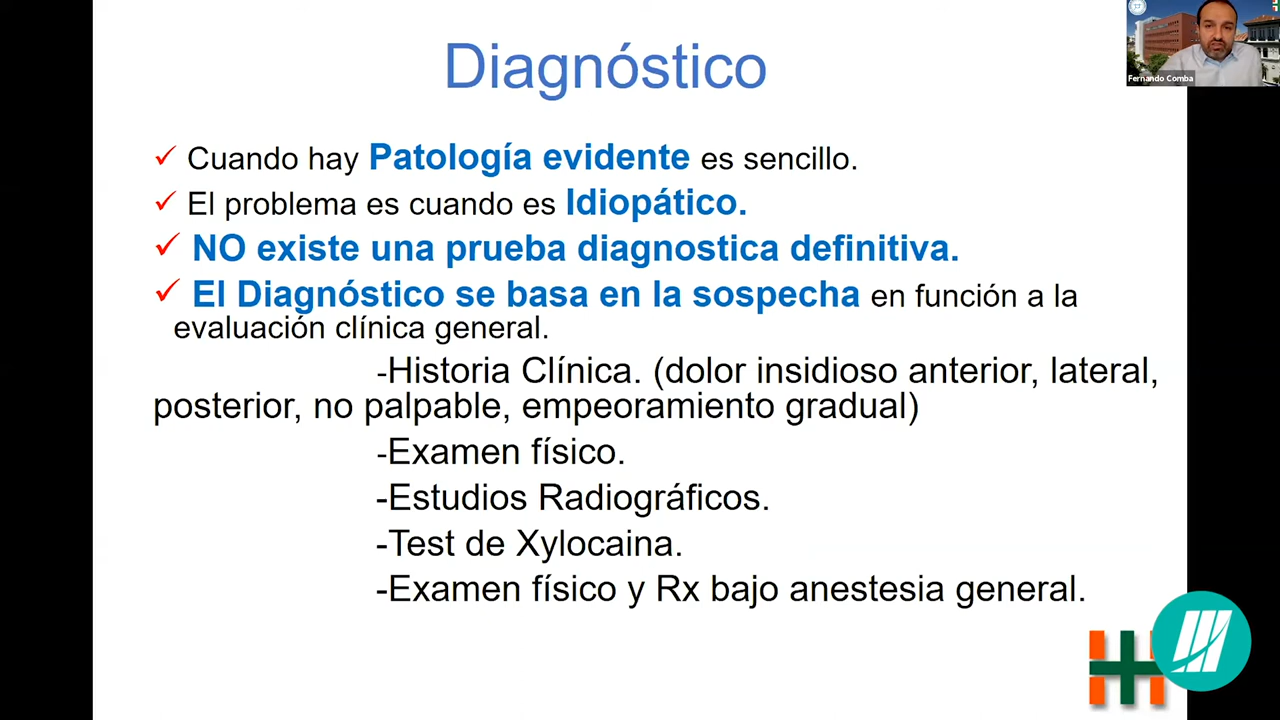 Diagnóstico
Fernando Comba
✓ Cuando hay Patología evidente es sencillo.
✓ El problema es cuando es Idiopático.
✓ NO existe una prueba diagnostica definitiva.
✓ El Diagnóstico se basa en la sospecha en función a la
evaluación clínica general.
-Historia Clínica. (dolor insidioso anterior, lateral,
posterior, no palpable, empeoramiento gradual)
-Examen físico.
-Estudios Radiográficos.
-Test de Xylocaina.
-Examen físico y Rx bajo anestesia general.